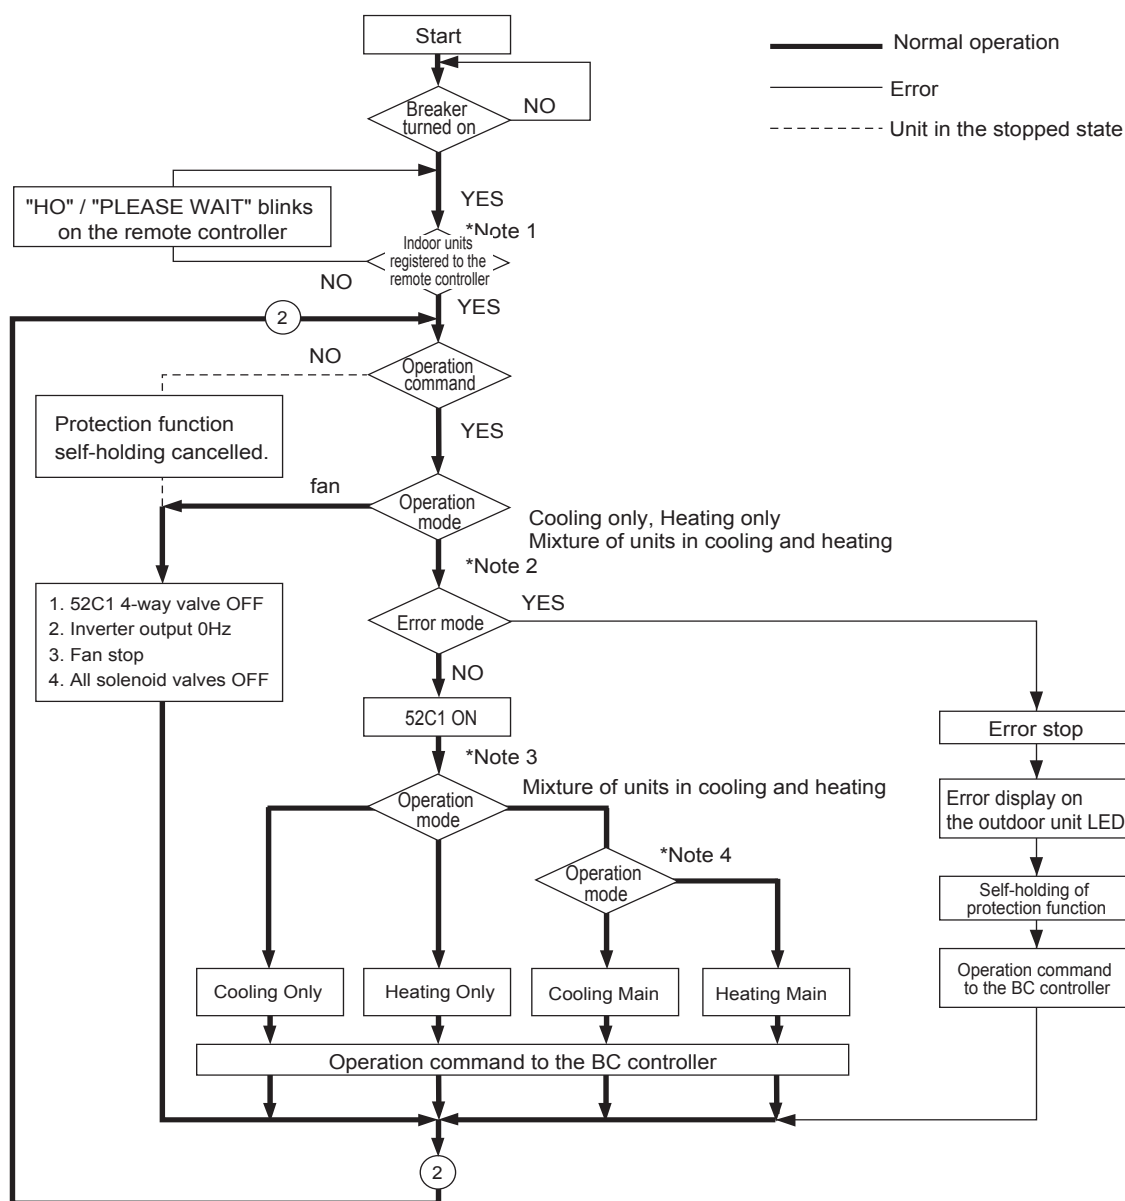 Start
Normal operation
Error
Unit in the stopped state
Breaker
turned on
NO
YES
"HO" / "PLEASE WAIT" blinks
on the remote controller
*Note 1
Indoor units
registered to the
remote controller
NO
YES
2
NO
Operation
command
Protection function
self-holding cancelled.
YES
fan
Operation
mode
Cooling only, Heating only
Mixture of units in cooling and heating
*Note 2
1. 52C1 4-way valve OFF
2. Inverter output 0Hz
3. Fan stop
4. All solenoid valves OFF
Error mode
YES
NO
52C1 ON
Error stop
*Note 3
Operation
mode
Mixture of units in cooling and heating
Error display on
the outdoor unit LED
*Note 4
Operation
mode
Self-holding of
protection function
Operation command
to the BC controller
Cooling Only
Heating Only
Cooling Main
Heating Main
Operation command to the BC controller
2